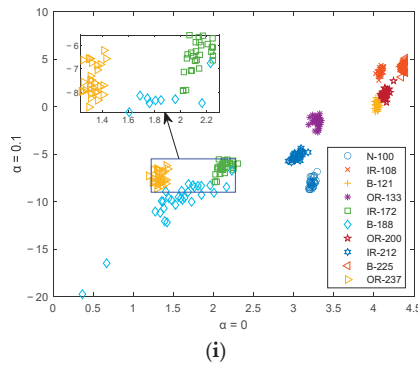 −6
−7
−8
1.4 1.6 1.8 2 2.2
10
5
0
−5
−10
−15
−20
0 0.5 1 1.5 2 2.5 3 3.5 4 4.5
α = 0.1
α = 0
N-100
IR-108
B-121
OR-133
IR-172
B-188
OR-200
IR-212
B-225
OR-237
(i)